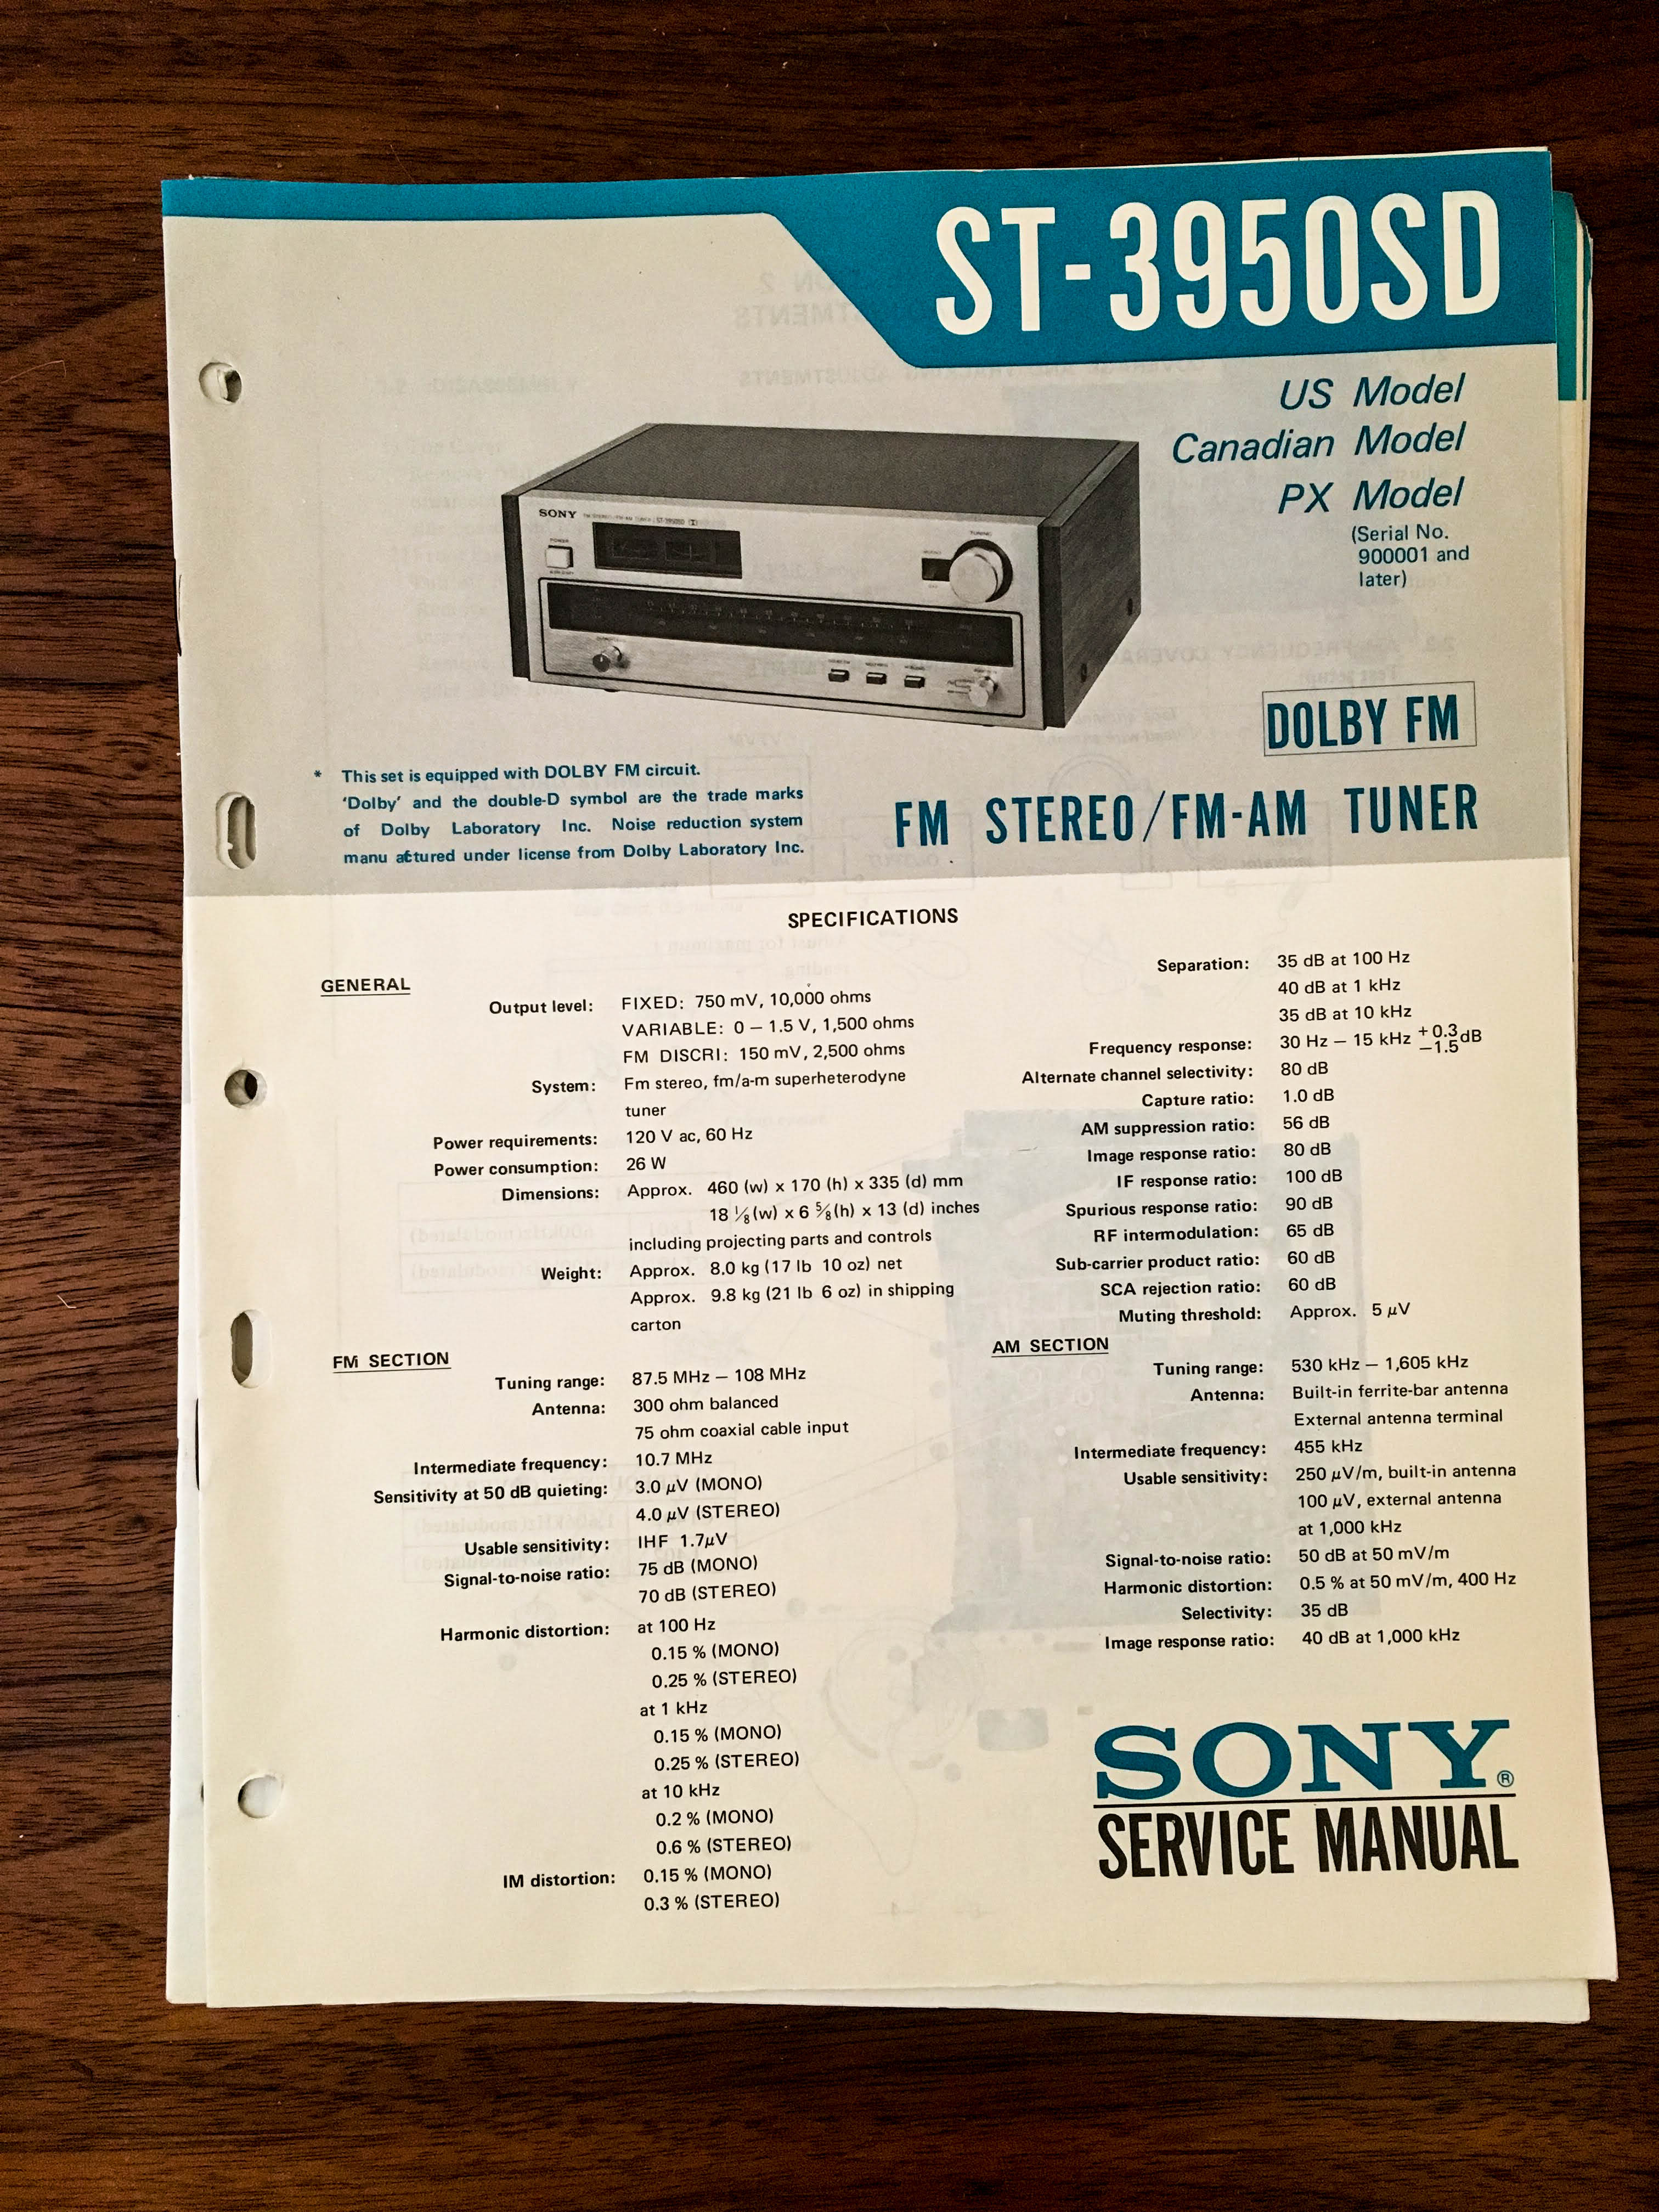 ST-3950SD
US Model
Canadian Model
PX Model
(Serial No.
900001 and
later)
SONY
POWER
TUNING
DOLBY FM
* This set is equipped with DOLBY FM circuit.
'Dolby' and the double-D symbol are the trade marks
of Dolby Laboratory Inc. Noise reduction system
manu actured under license from Dolby Laboratory Inc.
FM STEREO/FM-AM TUNER
SPECIFICATIONS
GENERAL
Output level: FIXED: 750 mV, 10,000 ohms
VARIABLE: 0 – 1.5 V, 1,500 ohms
FM DISCRI: 150 mV, 2,500 ohms
System: Fm stereo, fm/a-m superheterodyne
tuner
Power requirements: 120 V ac, 60 Hz
Power consumption: 26 W
Dimensions: Approx. 460 (w) x 170 (h) x 335 (d) mm
18 1/8 (w) x 6 5/8 (h) x 13 (d) inches
including projecting parts and controls
Weight: Approx. 8.0 kg (17 lb 10 oz) net
Approx. 9.8 kg (21 lb 6 oz) in shipping
carton
FM SECTION
Tuning range: 87.5 MHz – 108 MHz
Antenna: 300 ohm balanced
75 ohm coaxial cable input
Intermediate frequency: 10.7 MHz
Sensitivity at 50 dB quieting: 3.0 µV (MONO)
4.0 µV (STEREO)
Usable sensitivity: IHF 1.7µV
Signal-to-noise ratio: 75 dB (MONO)
70 dB (STEREO)
Harmonic distortion: at 100 Hz
0.15 % (MONO)
0.25 % (STEREO)
at 1 kHz
0.15 % (MONO)
0.25 % (STEREO)
at 10 kHz
0.2 % (MONO)
0.6 % (STEREO)
IM distortion: 0.15 % (MONO)
0.3 % (STEREO)
Separation: 35 dB at 100 Hz
40 dB at 1 kHz
35 dB at 10 kHz
Frequency response: 30 Hz – 15 kHz +0.3 –1.5 dB
Alternate channel selectivity: 80 dB
Capture ratio: 1.0 dB
AM suppression ratio: 56 dB
Image response ratio: 80 dB
IF response ratio: 100 dB
Spurious response ratio: 90 dB
RF intermodulation: 65 dB
Sub-carrier product ratio: 60 dB
SCA rejection ratio: 60 dB
Muting threshold: Approx. 5 µV
AM SECTION
Tuning range: 530 kHz – 1,605 kHz
Antenna: Built-in ferrite-bar antenna
External antenna terminal
Intermediate frequency: 455 kHz
Usable sensitivity: 250 µV/m, built-in antenna
100 µV, external antenna
at 1,000 kHz
Signal-to-noise ratio: 50 dB at 50 mV/m
Harmonic distortion: 0.5 % at 50 mV/m, 400 Hz
Selectivity: 35 dB
Image response ratio: 40 dB at 1,000 kHz
SONY®
SERVICE MANUAL